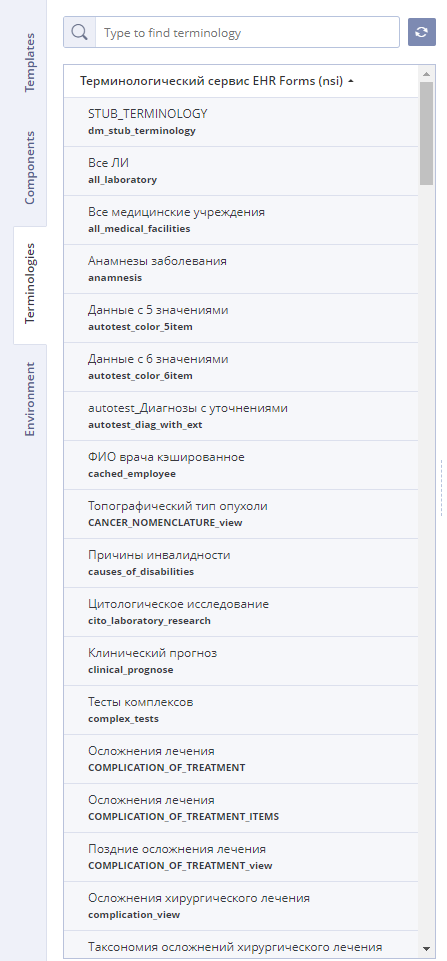 Templates
Components
Terminologies
Environment
Type to find terminology
Терминологический сервис EHR Forms (nsi)
STUB_TERMINOLOGY
dm_stub_terminology
Все ЛИ
all_laboratory
Все медицинские учреждения
all_medical_facilities
Анамнезы заболевания
anamnesis
Данные с 5 значениями
autotest_color_5item
Данные с 6 значениями
autotest_color_6item
autotest_Диагнозы с уточнениями
autotest_diag_with_ext
ФИО врача кэшированное
cached_employee
Топографический тип опухоли
CANCER_NOMENCLATURE_view
Причины инвалидности
causes_of_disabilities
Цитологическое исследование
cito_laboratory_research
Клинический прогноз
clinical_prognose
Тесты комплексов
complex_tests
Осложнения лечения
COMPLICATION_OF_TREATMENT
Осложнения лечения
COMPLICATION_OF_TREATMENT_ITEMS
Поздние осложнения лечения
COMPLICATION_OF_TREATMENT_view
Осложнения хирургического лечения
complication_view
Таксономия осложнений хирургического лечения